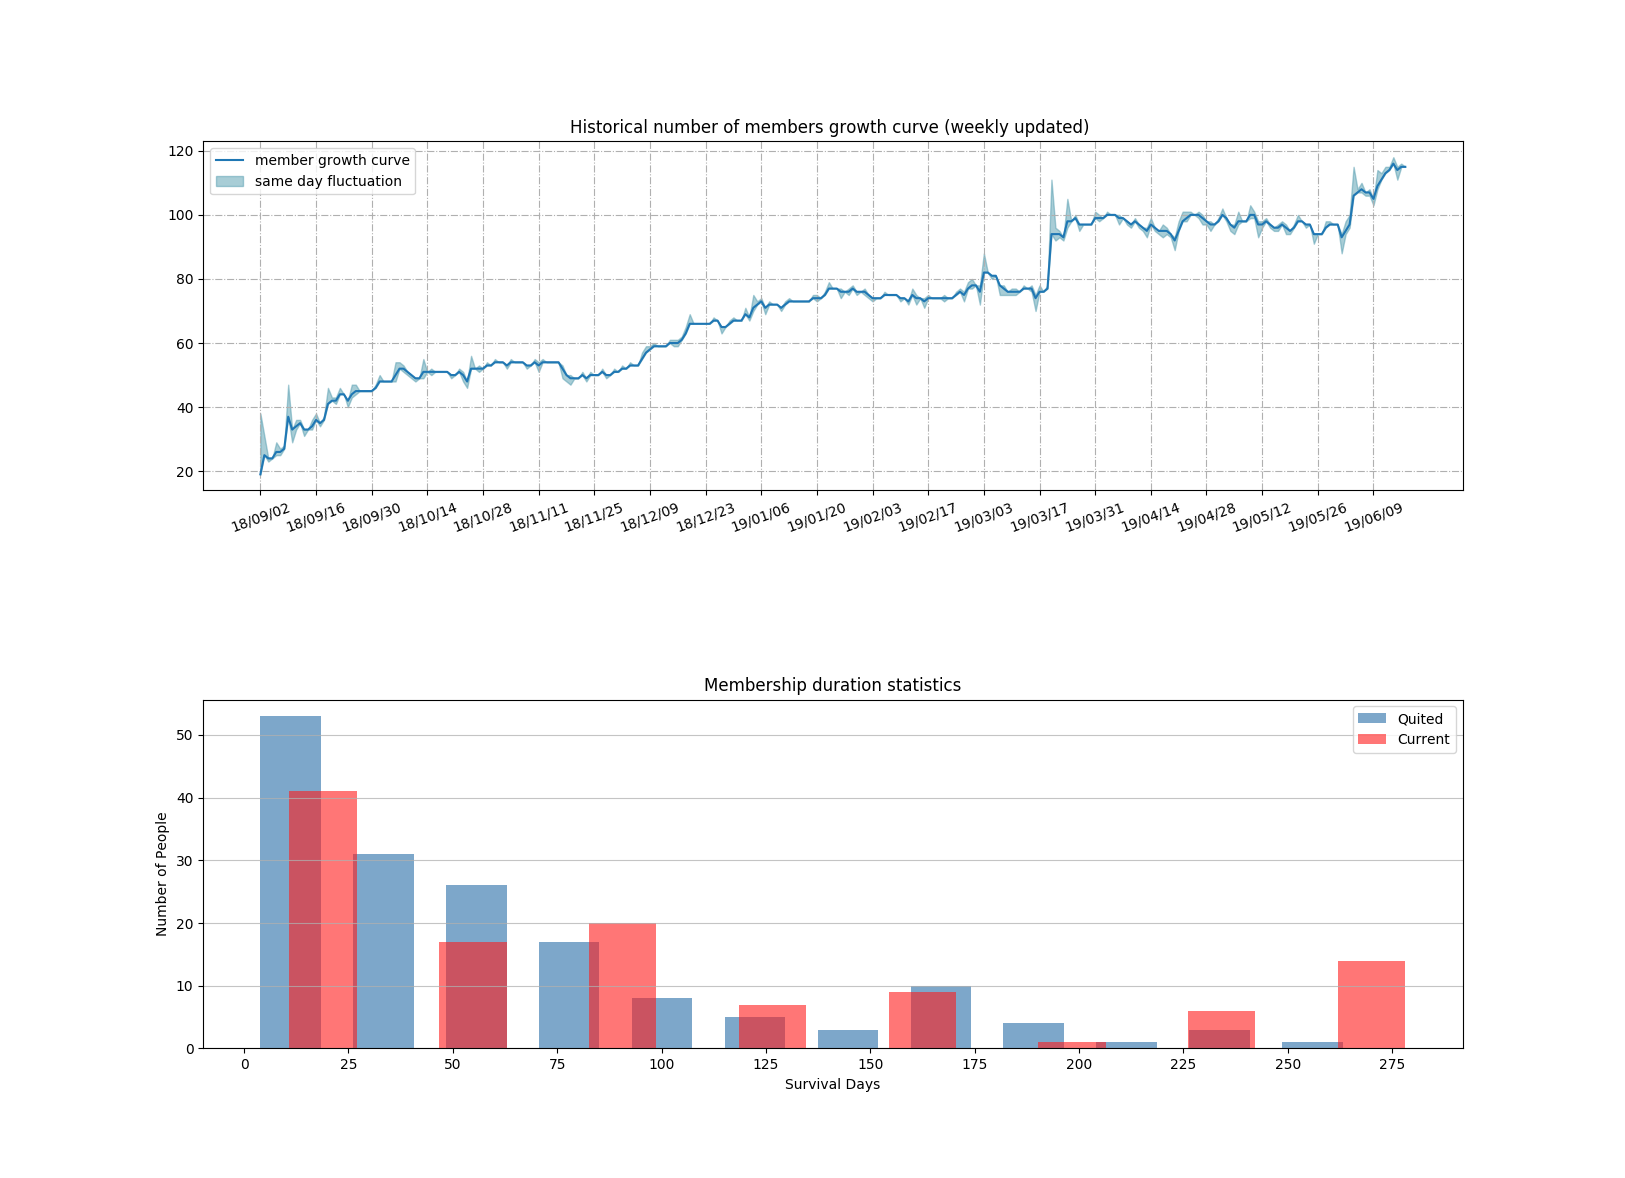 Historical number of members growth curve (weekly updated)
120
100
80
60
40
20
member growth curve
same day fluctuation
18/09/02 18/09/16 18/09/30 18/10/14 18/10/28 18/11/11 18/11/25 18/12/09 18/12/23 19/01/06 19/01/20 19/02/03 19/02/17 19/03/03 19/03/17 19/03/31 19/04/14 19/04/28 19/05/12 19/05/26 19/06/09
Membership duration statistics
Number of People
50
40
30
20
10
0
Quited
Current
0 25 50 75 100 125 150 175 200 225 250 275
Survival Days